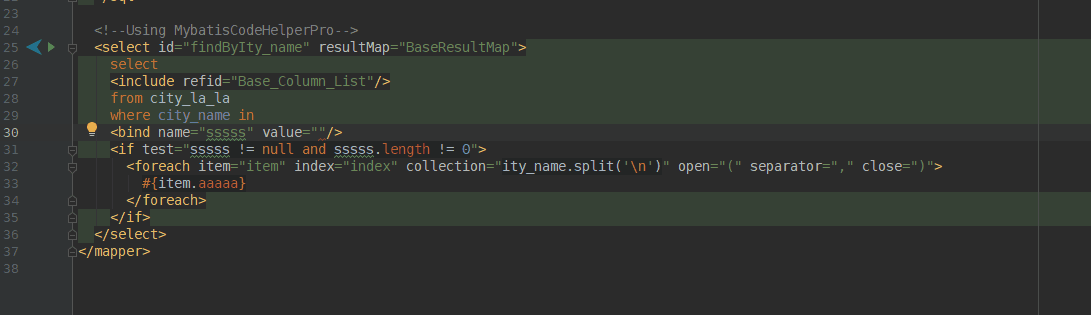 23
24 <!--Using MybatisCodeHelperPro-->
25 <select id="findByIty_name" resultMap="BaseResultMap">
26 select
27 <include refid="Base_Column_List"/>
28 from city_la_la
29 where city_name in
30 <bind name="sssss" value=""/>
31 <if test="sssss != null and sssss.length != 0">
32 <foreach item="item" index="index" collection="ity_name.split('\n')" open="(" separator="," close=")">
33 #{item.aaaaa}
34 </foreach>
35 </if>
36 </select>
37 </mapper>
38